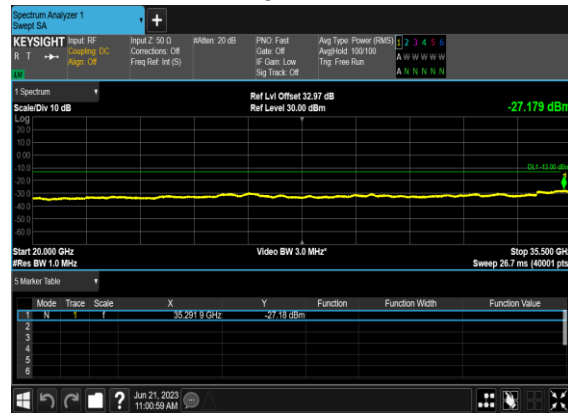 Spectrum Analyzer 1
Swept SA
+
KEYSIGHT Input: RF Input Z: 50 Ω #Atten: 20 dB PNO: Fast Avg Type: Power (RMS) 1 2 3 4 5 6
R T Coupling: DC Corrections: Off Gate: Off Avg|Hold: 100/100 A W W W W W
Align: Off Freq Ref: Int (S) IF Gain: Low Trig: Free Run
LXI Sig Track: Off A N N N N N
1 Spectrum
Ref Lvl Offset 32.97 dB
Scale/Div 10 dB Ref Level 30.00 dBm -27.179 dBm
Log
20.0
10.0
0.00
-10.0 DL1 -13.00 dBm
1
-20.0
-30.0
-40.0
-50.0
-60.0
Start 20.000 GHz Video BW 3.0 MHz* Stop 35.500 GHz
#Res BW 1.0 MHz Sweep 26.7 ms (40001 pts)
5 Marker Table
Mode Trace Scale X Y Function Function Width Function Value
1 N 1 f 35.291 9 GHz -27.18 dBm
2
3
4
5
6
? Jun 21, 2023
11:00:59 AM